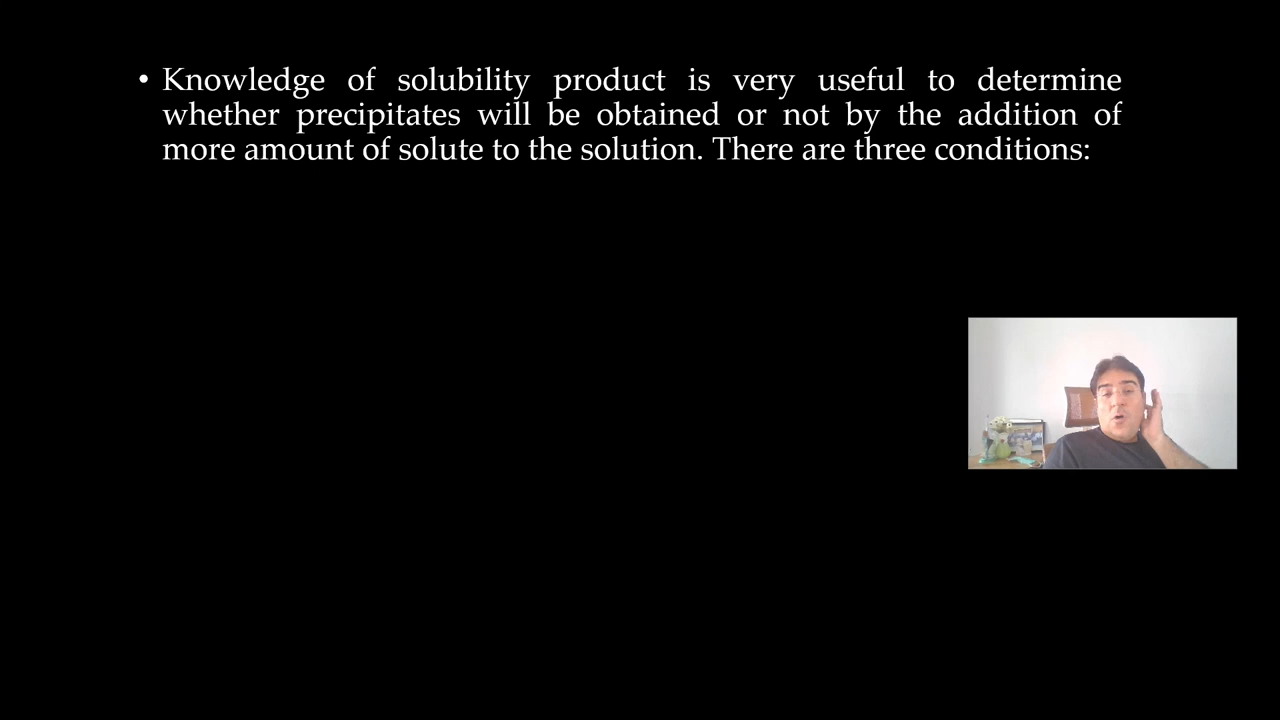 • Knowledge of solubility product is very useful to determine
whether precipitates will be obtained or not by the addition of
more amount of solute to the solution. There are three conditions: